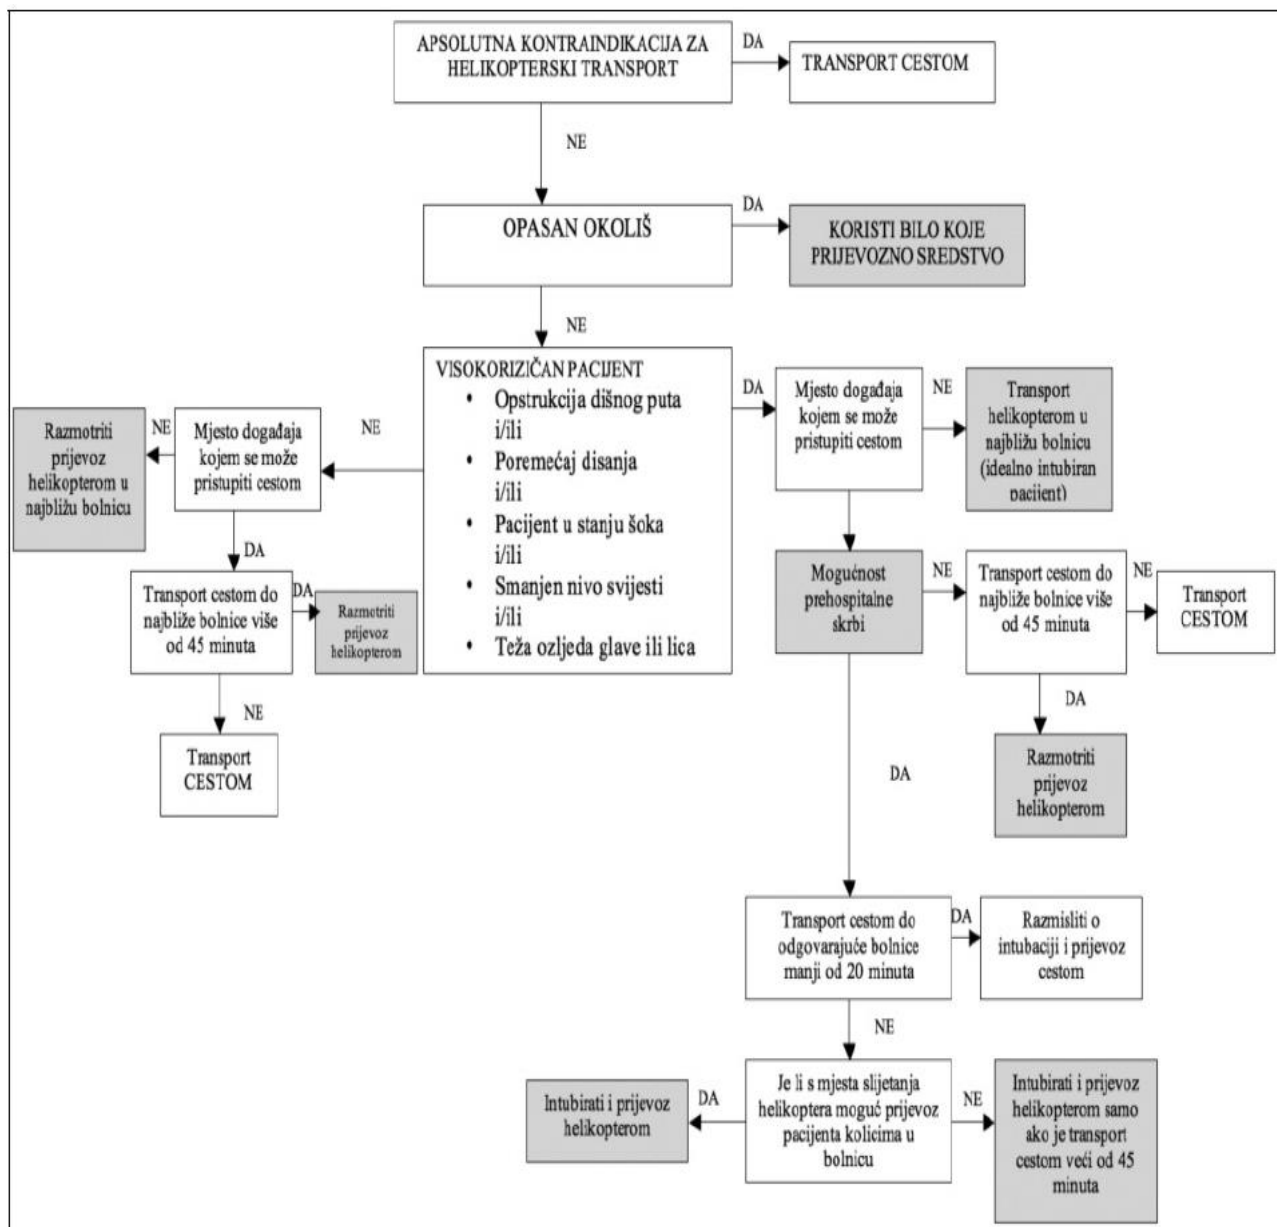 APSOLUTNA KONTRAINDIKACIJA ZA
HELIKOPTERSKI TRANSPORT
DA
TRANSPORT CESTOM
NE
OPASAN OKOLIŠ
DA
KORISTI BILO KOJE
PRIJEVOZNO SREDSTVO
NE
VISOKORIZIČAN PACIJENT
• Opstrukcija dišnog puta
i/ili
• Poremećaj disanja
i/ili
• Pacijent u stanju šoka
i/ili
• Smanjen nivo svijesti
i/ili
• Teža ozljeda glave ili lica
NE
Mjesto događaja
kojem se može
pristupiti cestom
NE
Razmotriti
prijevoz
helikopterom u
najbližu bolnicu
DA
Transport cestom do
najbliže bolnice više
od 45 minuta
DA
Razmotriti
prijevoz
helikopterom
NE
Transport
CESTOM
DA
Mjesto događaja
kojem se može
pristupiti cestom
NE
Transport
helikopterom u
najbližu bolnicu
(idealno intubiran
pacijent)
Mogućnost
prehospitalne
skrbi
NE
Transport cestom do
najbliže bolnice više
od 45 minuta
NE
Transport
CESTOM
DA
Razmotriti
prijevoz
helikopterom
DA
Transport cestom do
odgovarajuće bolnice
manji od 20 minuta
DA
Razmisliti o
intubaciji i prijevoz
cestom
NE
Je li s mjesta slijetanja
helikoptera moguć prijevoz
pacijenta kolicima u
bolnicu
DA
Intubirati i prijevoz
helikopterom
NE
Intubirati i prijevoz
helikopterom samo
ako je transport
cestom veći od 45
minuta